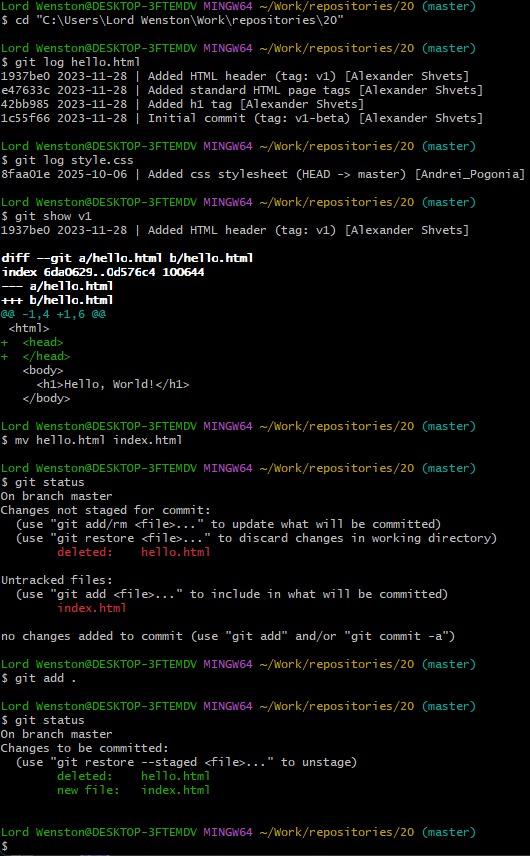 Lord Wenston@DESKTOP-3FTEMDV MINGW64 ~/Work/repositories/20 (master)
$ cd "C:\Users\Lord Wenston\Work\repositories\20"

Lord Wenston@DESKTOP-3FTEMDV MINGW64 ~/Work/repositories/20 (master)
$ git log hello.html
1937be0 2023-11-28 | Added HTML header (tag: v1) [Alexander Shvets]
e47633c 2023-11-28 | Added standard HTML page tags [Alexander Shvets]
42bb985 2023-11-28 | Added h1 tag [Alexander Shvets]
1c55f66 2023-11-28 | Initial commit (tag: v1-beta) [Alexander Shvets]

Lord Wenston@DESKTOP-3FTEMDV MINGW64 ~/Work/repositories/20 (master)
$ git log style.css
8faa01e 2025-10-06 | Added css stylesheet (HEAD -> master) [Andrei_Pogonia]

Lord Wenston@DESKTOP-3FTEMDV MINGW64 ~/Work/repositories/20 (master)
$ git show v1
1937be0 2023-11-28 | Added HTML header (tag: v1) [Alexander Shvets]

diff --git a/hello.html b/hello.html
index 6da0629..0d576c4 100644
--- a/hello.html
+++ b/hello.html
@@ -1,4 +1,6 @@
 <html>
+  <head>
+  </head>
   <body>
     <h1>Hello, World!</h1>
   </body>

Lord Wenston@DESKTOP-3FTEMDV MINGW64 ~/Work/repositories/20 (master)
$ mv hello.html index.html

Lord Wenston@DESKTOP-3FTEMDV MINGW64 ~/Work/repositories/20 (master)
$ git status
On branch master
Changes not staged for commit:
  (use "git add/rm <file>..." to update what will be committed)
  (use "git restore <file>..." to discard changes in working directory)
        deleted:    hello.html

Untracked files:
  (use "git add <file>..." to include in what will be committed)
        index.html

no changes added to commit (use "git add" and/or "git commit -a")

Lord Wenston@DESKTOP-3FTEMDV MINGW64 ~/Work/repositories/20 (master)
$ git add .

Lord Wenston@DESKTOP-3FTEMDV MINGW64 ~/Work/repositories/20 (master)
$ git status
On branch master
Changes to be committed:
  (use "git restore --staged <file>..." to unstage)
        deleted:    hello.html
        new file:   index.html


Lord Wenston@DESKTOP-3FTEMDV MINGW64 ~/Work/repositories/20 (master)
$